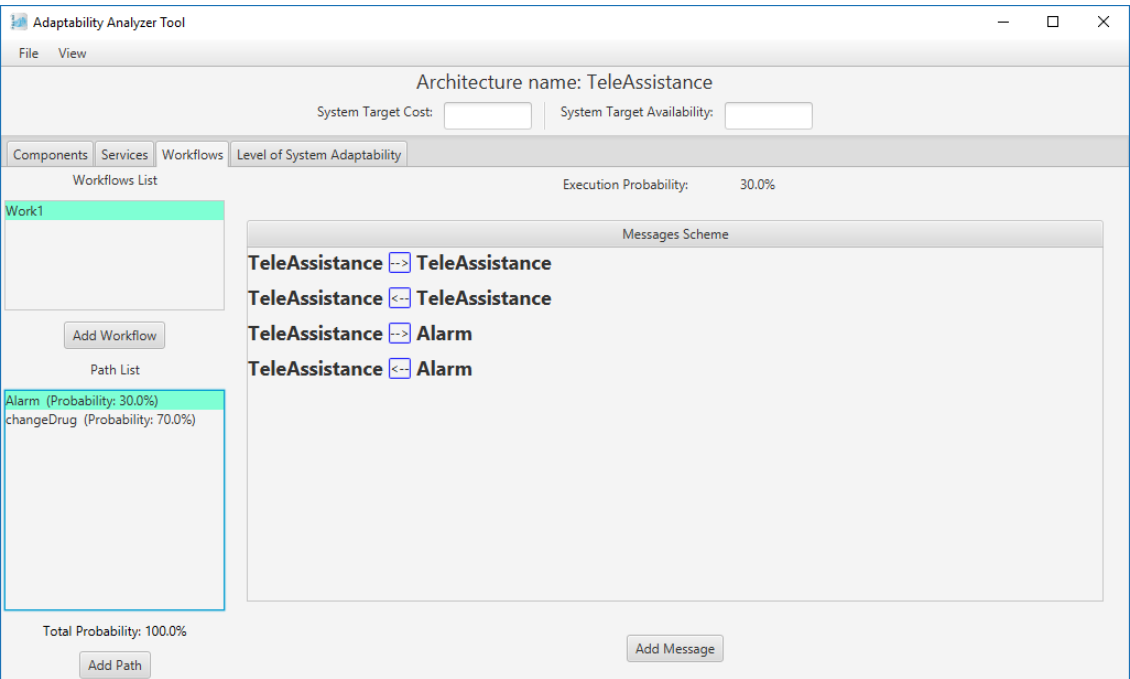 Adaptability Analyzer Tool
File View
Architecture name: TeleAssistance
System Target Cost: System Target Availability:
Components Services Workflows Level of System Adaptability
Workflows List
Execution Probability: 30.0%
Work1
Messages Scheme
TeleAssistance --> TeleAssistance
TeleAssistance <-- TeleAssistance
TeleAssistance --> Alarm
TeleAssistance <-- Alarm
Add Workflow
Path List
Alarm (Probability: 30.0%)
changeDrug (Probability: 70.0%)
Total Probability: 100.0%
Add Message
Add Path